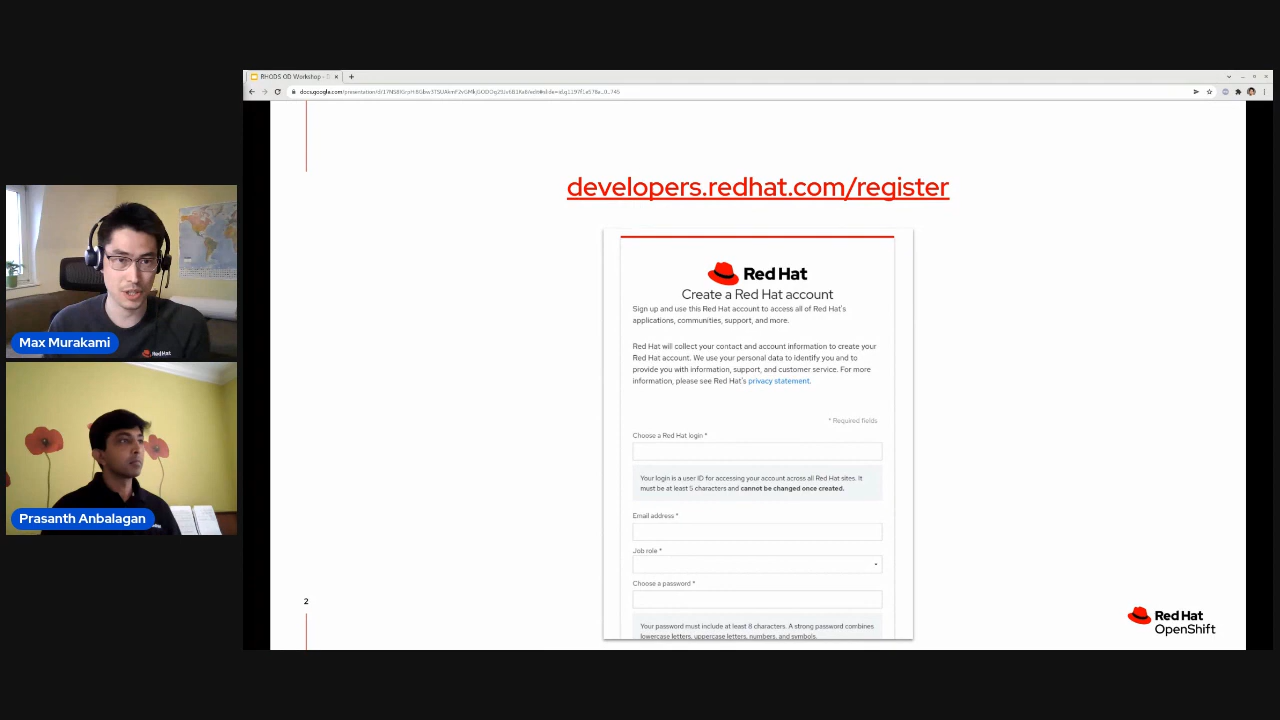 RHODS OD Workshop -
developers.redhat.com/register
Red Hat
Create a Red Hat account
Sign up and use this Red Hat account to access all of Red Hat's
applications, communities, support, and more.
Red Hat will collect your contact and account information to create your
Red Hat account. We use your personal data to identify you and to
provide you with information, support, and customer service. For more
information, please see Red Hat's privacy statement.
* Required fields
Choose a Red Hat login *
Your login is a user ID for accessing your account across all Red Hat sites. It
must be at least 5 characters and cannot be changed once created.
Email address *
Job role *
Choose a password *
Your password must include at least 8 characters. A strong password combines
lowercase letters, uppercase letters, numbers, and symbols.
2
Red Hat
OpenShift
Red Hat
Max Murakami
Prasanth Anbalagan